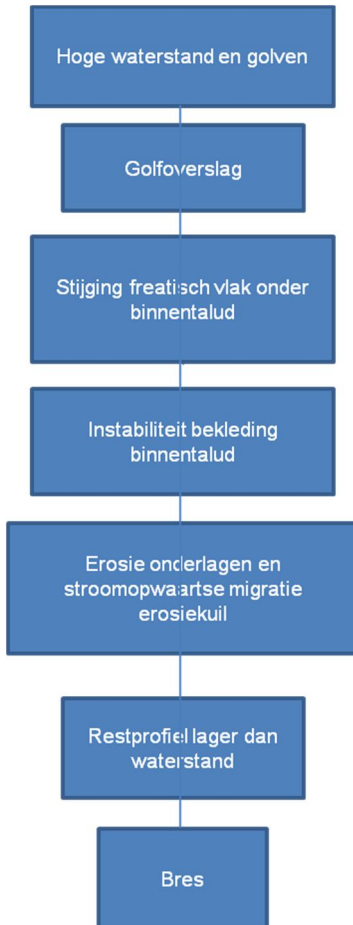 Hoge waterstand en golven
Golfoverslag
Stijging freatisch vlak onder
binnentalud
Instabiliteit bekleding
binnentalud
Erosie onderlagen en
stroomopwaartse migratie
erosiekuil
Restprofiel lager dan
waterstand
Bres